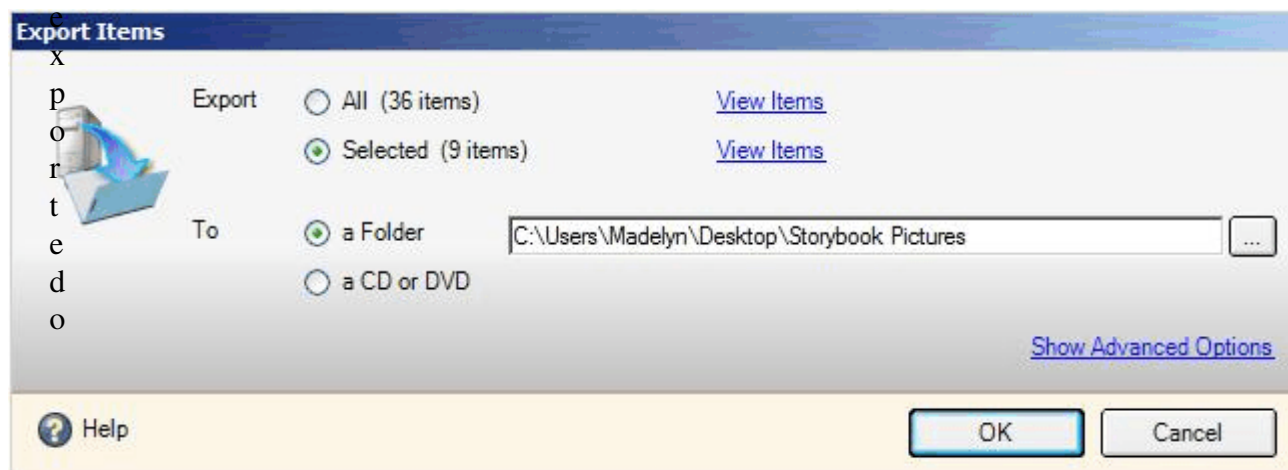 Export Items
e
x
p
o
r
t
e
d
o
Export All (36 items) View Items
Selected (9 items) View Items
To a Folder C:\Users\Madelyn\Desktop\Storybook Pictures ...
a CD or DVD
Show Advanced Options
? Help OK Cancel